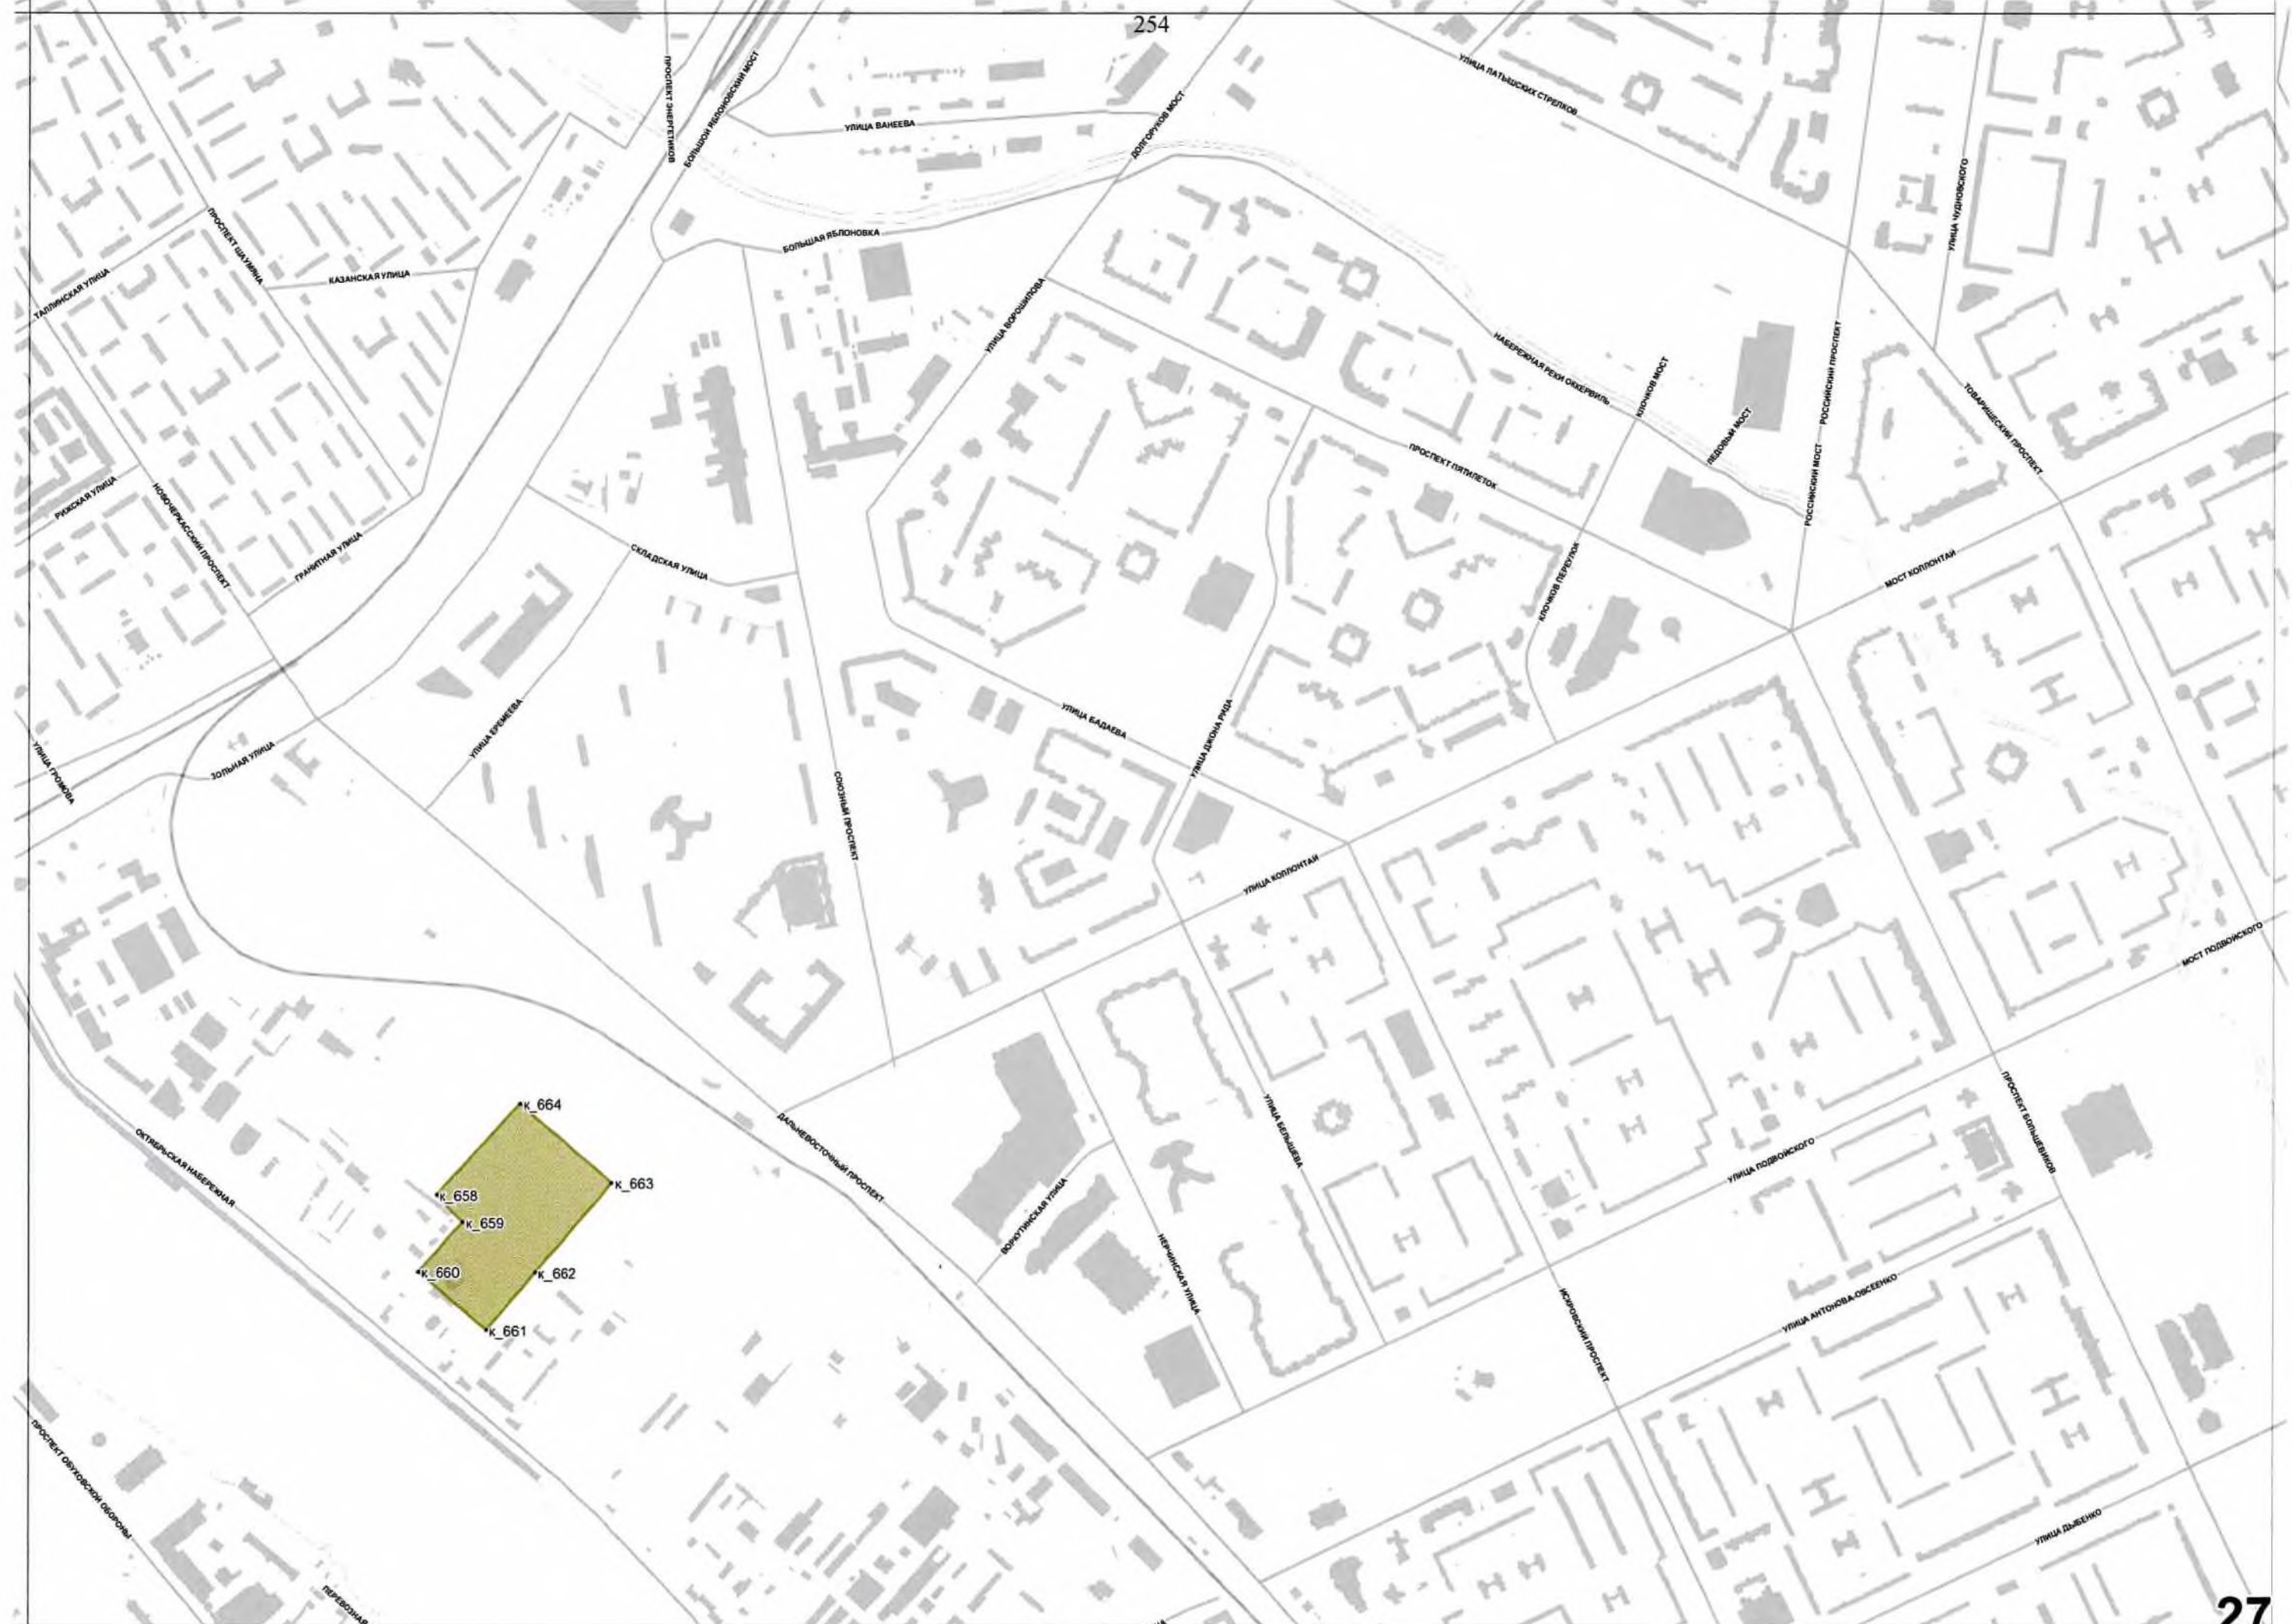 254
ПРОСПЕКТ ЭНЕРГЕТИКОВ
БОЛЬШОЙ ЯБЛОНОВСКИЙ МОСТ
УЛИЦА ВАНЕЕВА
ДОЛГОРУКОВ МОСТ
УЛИЦА ЛАТЫШСКИХ СТРЕЛКОВ
УЛИЦА ЧУДНОВСКОГО
ПРОСПЕКТ ШАУМЯНА
БОЛЬШАЯ ЯБЛОНОВКА
КАЗАНСКАЯ УЛИЦА
ТАЛЛИНСКАЯ УЛИЦА
УЛИЦА ВОРОШИЛОВА
НАБЕРЕЖНАЯ РЕКИ ОККЕРВИЛЬ
КЛОЧКОВ МОСТ
РОССИЙСКИЙ ПРОСПЕКТ
ЛЕДОВЫЙ МОСТ
ТОВАРИЩЕСКИЙ ПРОСПЕКТ
ПРОСПЕКТ ПЯТИЛЕТОК
РОССИЙСКИЙ МОСТ
РИЖСКАЯ УЛИЦА
НОВОЧЕРКАССКИЙ ПРОСПЕКТ
ГРАНИТНАЯ УЛИЦА
СКЛАДСКАЯ УЛИЦА
КЛОЧКОВ ПЕРЕУЛОК
МОСТ КОЛЛОНТАЙ
УЛИЦА ЕРЕМЕЕВА
УЛИЦА БАДАЕВА
УЛИЦА ДЖОНА РИДА
УЛИЦА ГРОМОВА
ЗОЛЬНАЯ УЛИЦА
СОЮЗНЫЙ ПРОСПЕКТ
УЛИЦА КОЛЛОНТАЙ
МОСТ ПОДВОЙСКОГО
к_664
к_663
к_658
к_659
к_660
к_662
к_661
ОКТЯБРЬСКАЯ НАБЕРЕЖНАЯ
ДАЛЬНЕВОСТОЧНЫЙ ПРОСПЕКТ
УЛИЦА БЕЛЫШЕВА
УЛИЦА ПОДВОЙСКОГО
ПРОСПЕКТ БОЛЬШЕВИКОВ
ВОРКУТИНСКАЯ УЛИЦА
НЕРЧИНСКАЯ УЛИЦА
ИСКРОВСКИЙ ПРОСПЕКТ
УЛИЦА АНТОНОВА-ОВСЕЕНКО
ПРОСПЕКТ ОБУХОВСКОЙ ОБОРОНЫ
УЛИЦА ДЫБЕНКО
ПЕРЕВОЗНАЯ
27